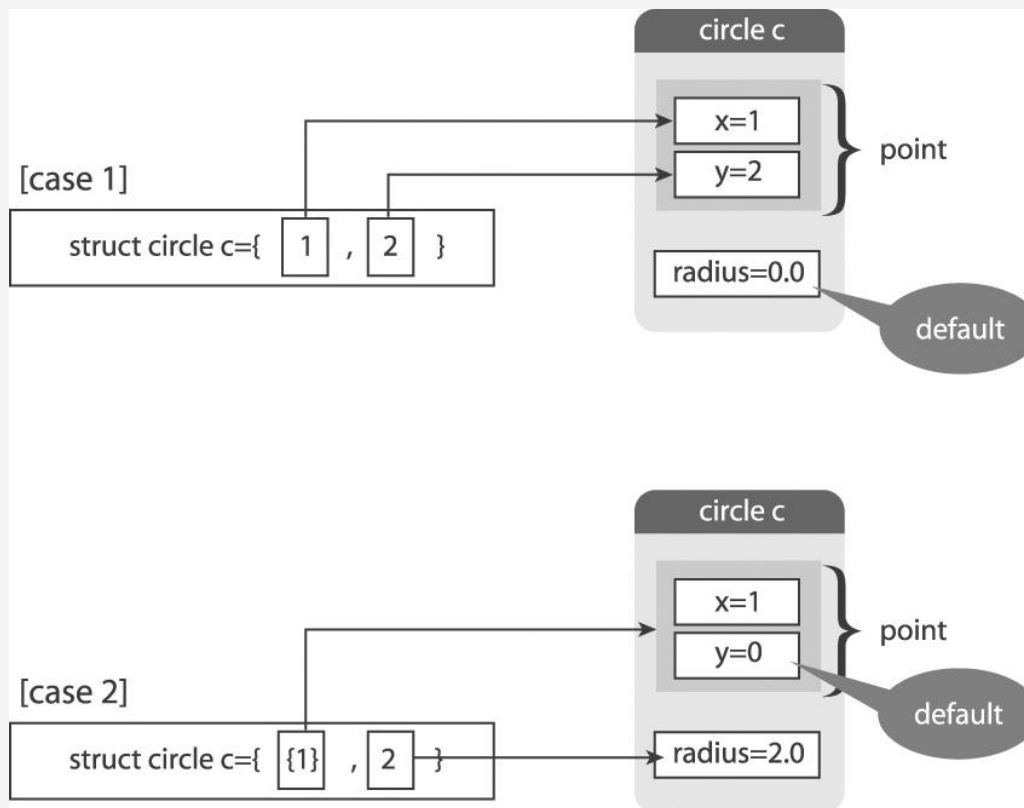 circle c
x=1
y=2
point
[case 1]
struct circle c={ 1 , 2 }
radius=0.0
default
circle c
x=1
y=0
point
[case 2]
default
struct circle c={ {1} , 2 }
radius=2.0